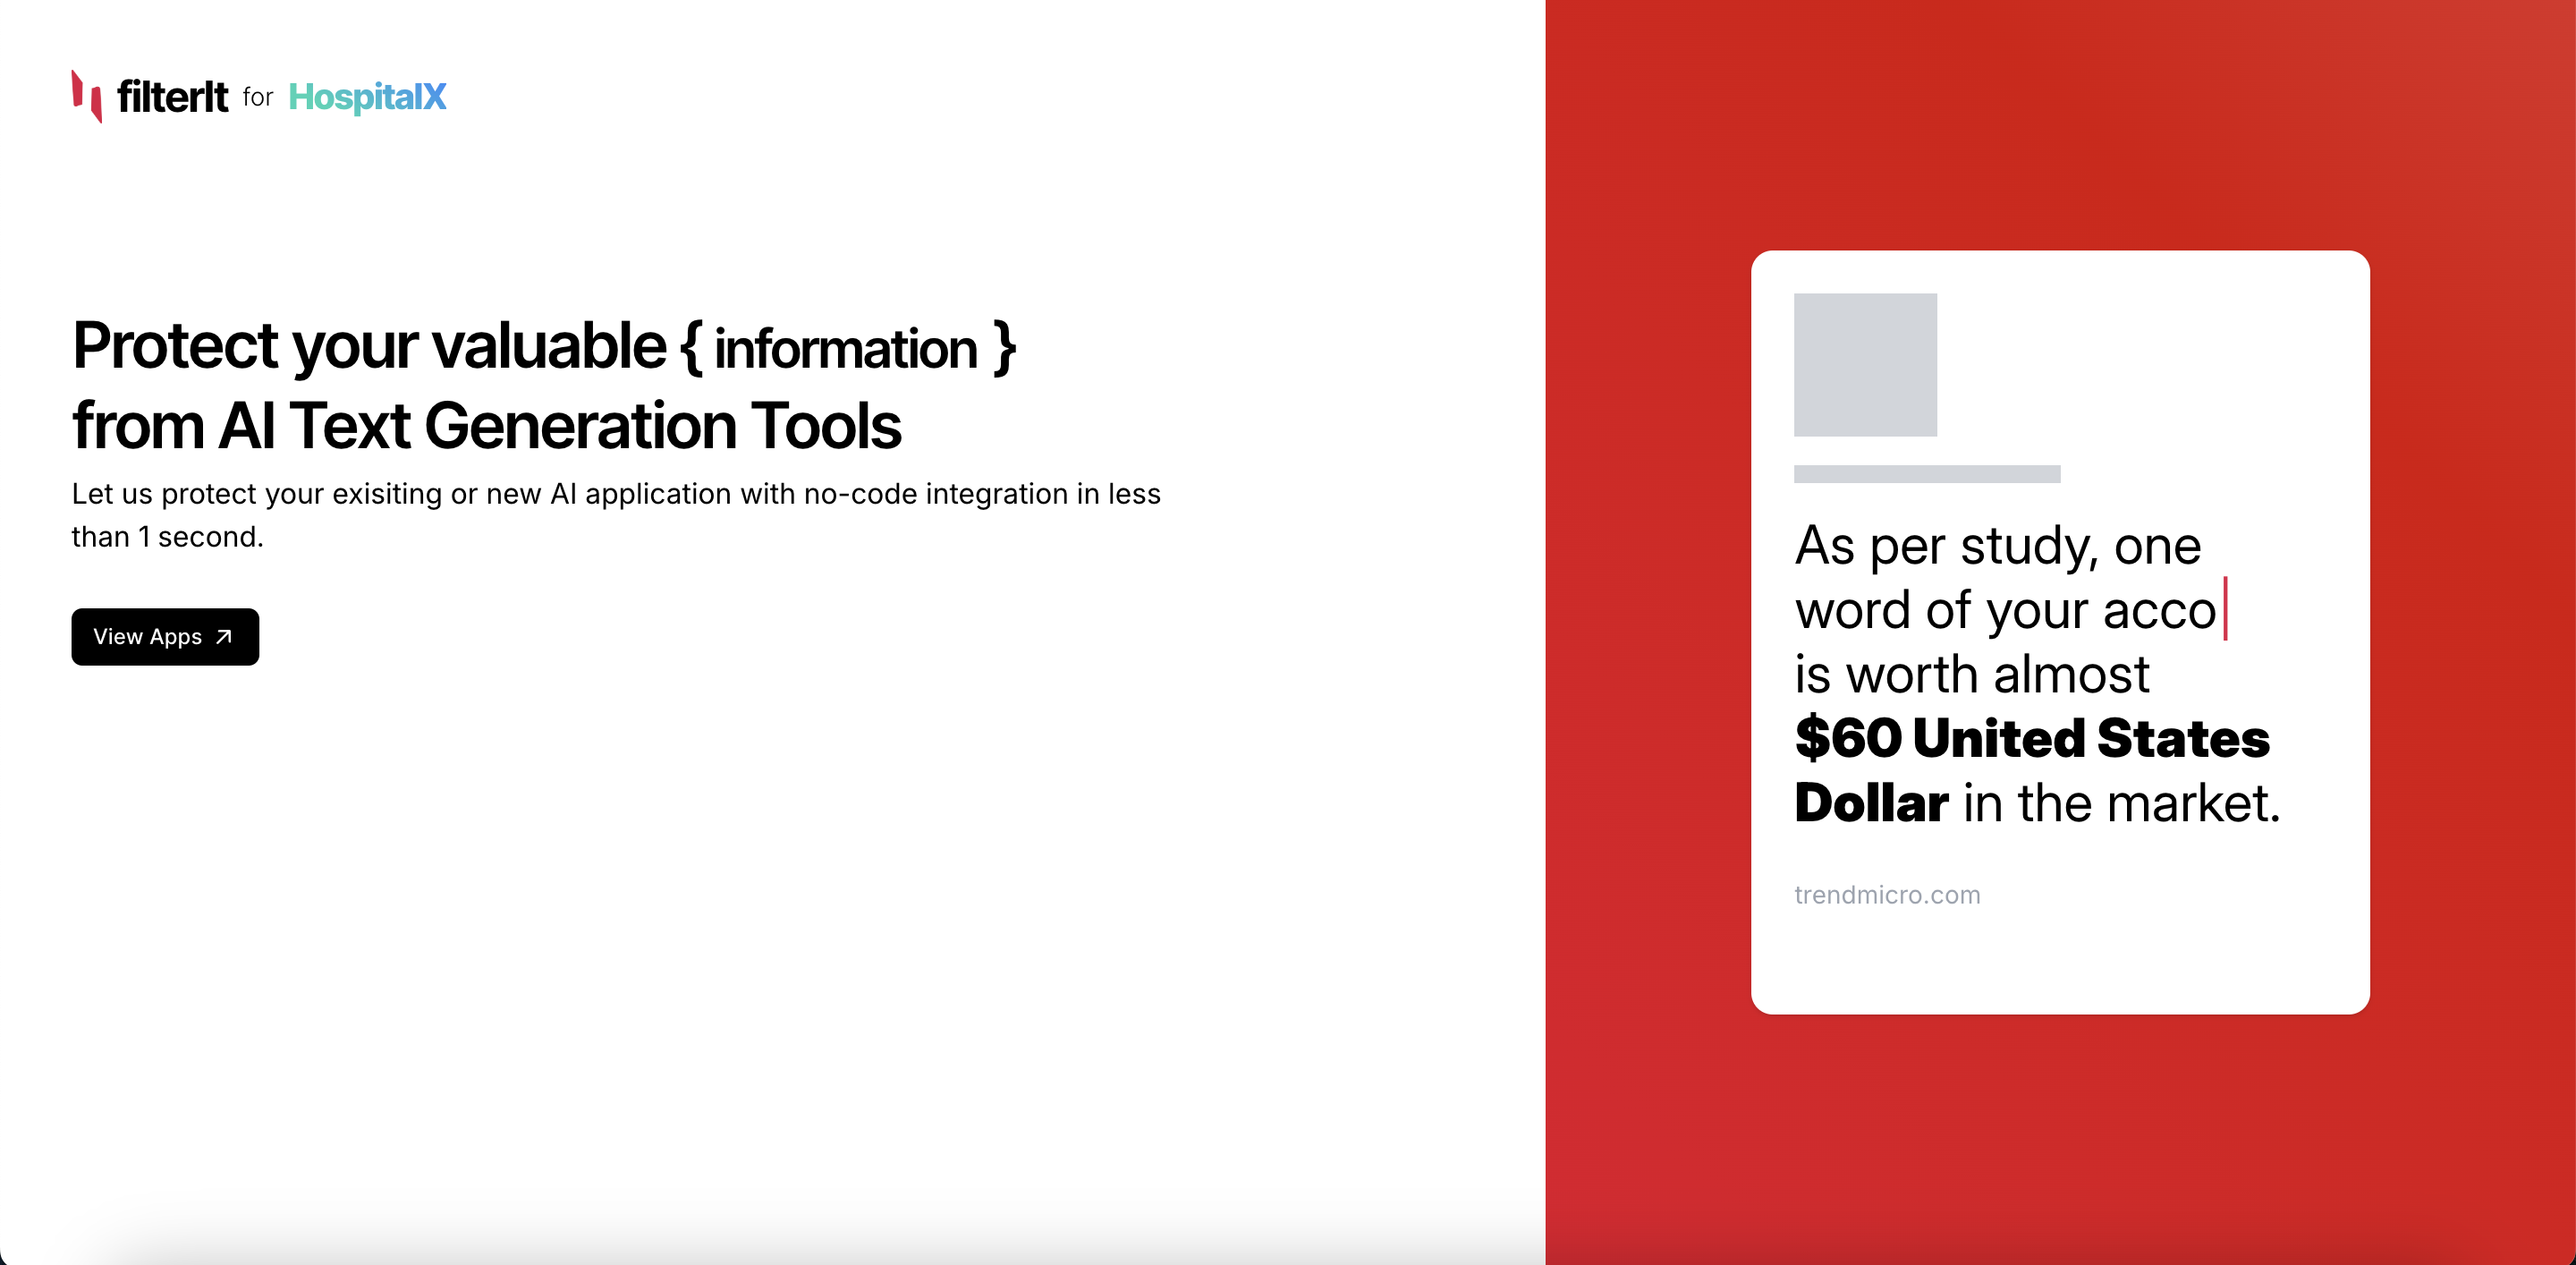 filterIt for HospitalX
Protect your valuable { information }
from AI Text Generation Tools
Let us protect your exisiting or new AI application with no-code integration in less
than 1 second.
View Apps
As per study, one
word of your acco
is worth almost
$60 United States
Dollar in the market.
trendmicro.com